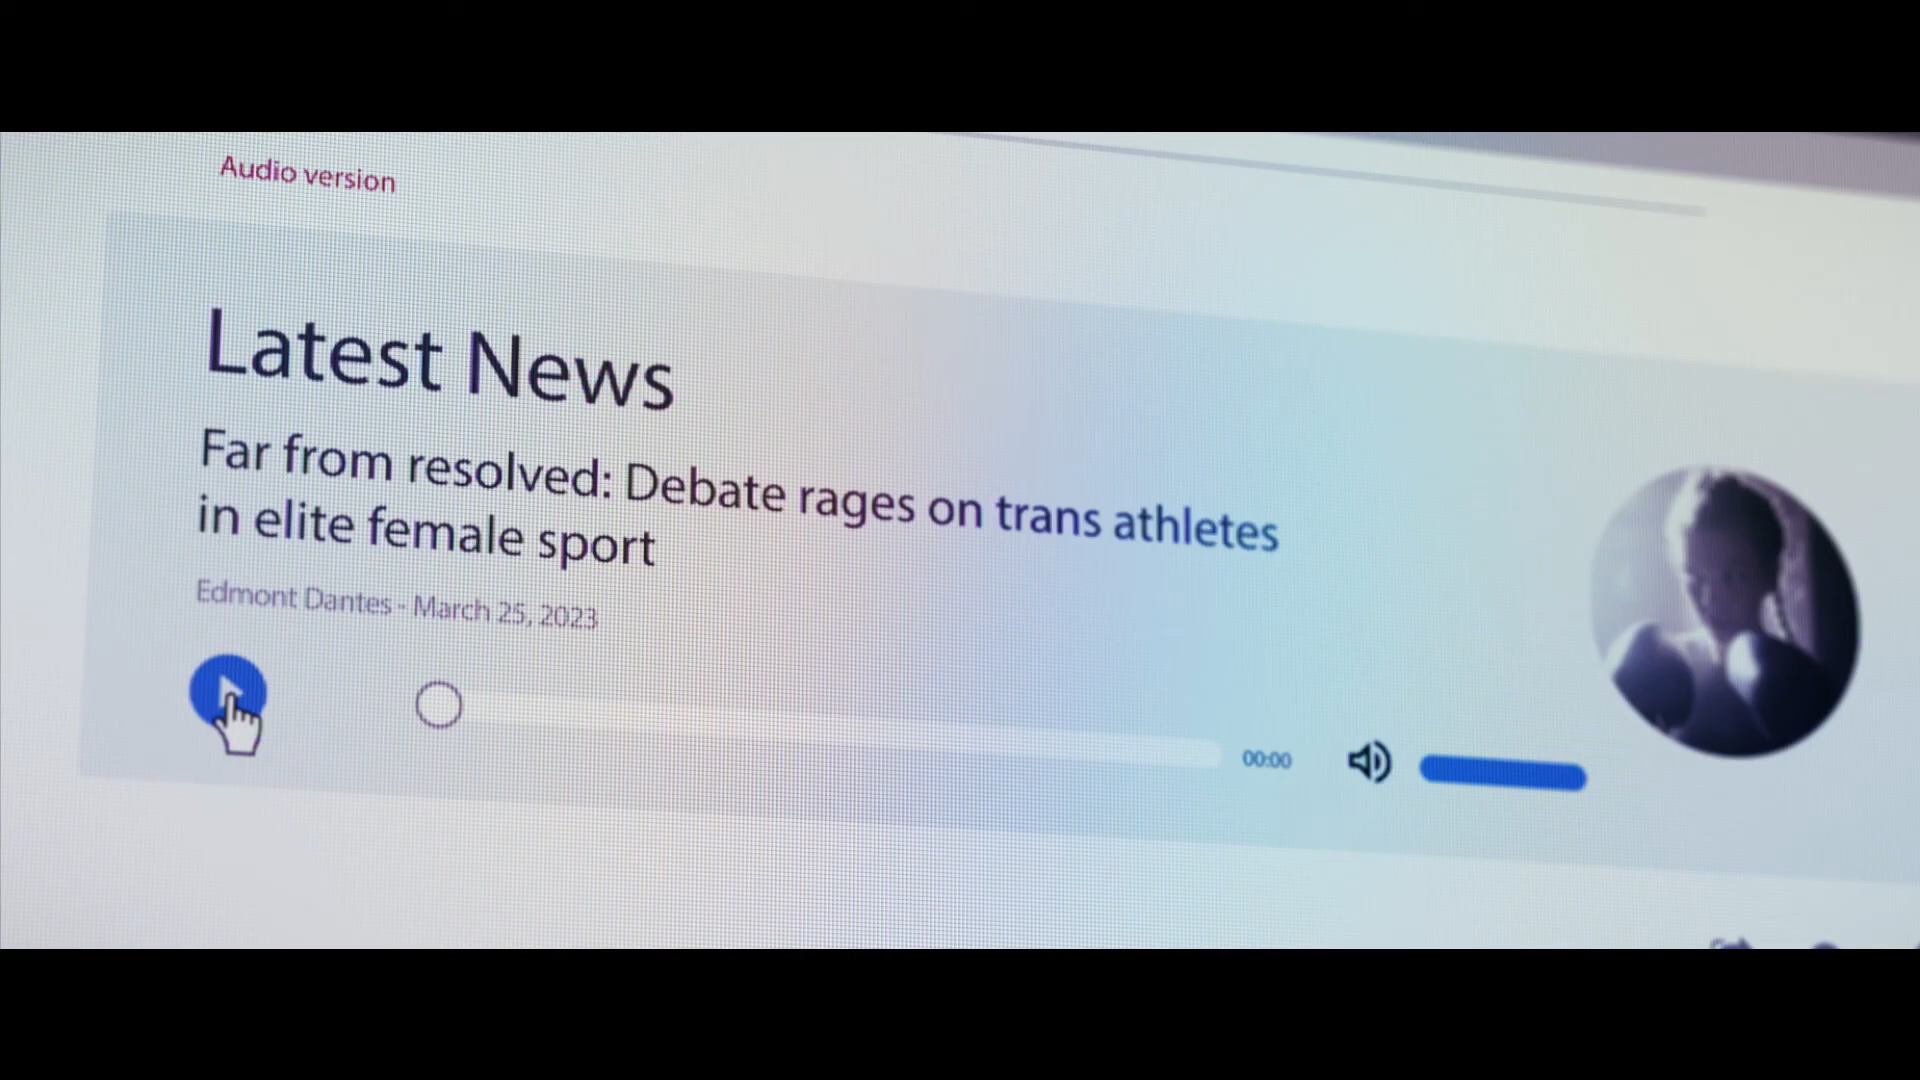 Audio version
Latest News
Far from resolved: Debate rages on trans athletes
in elite female sport
Edmont Dantes - March 25, 2023
00:00